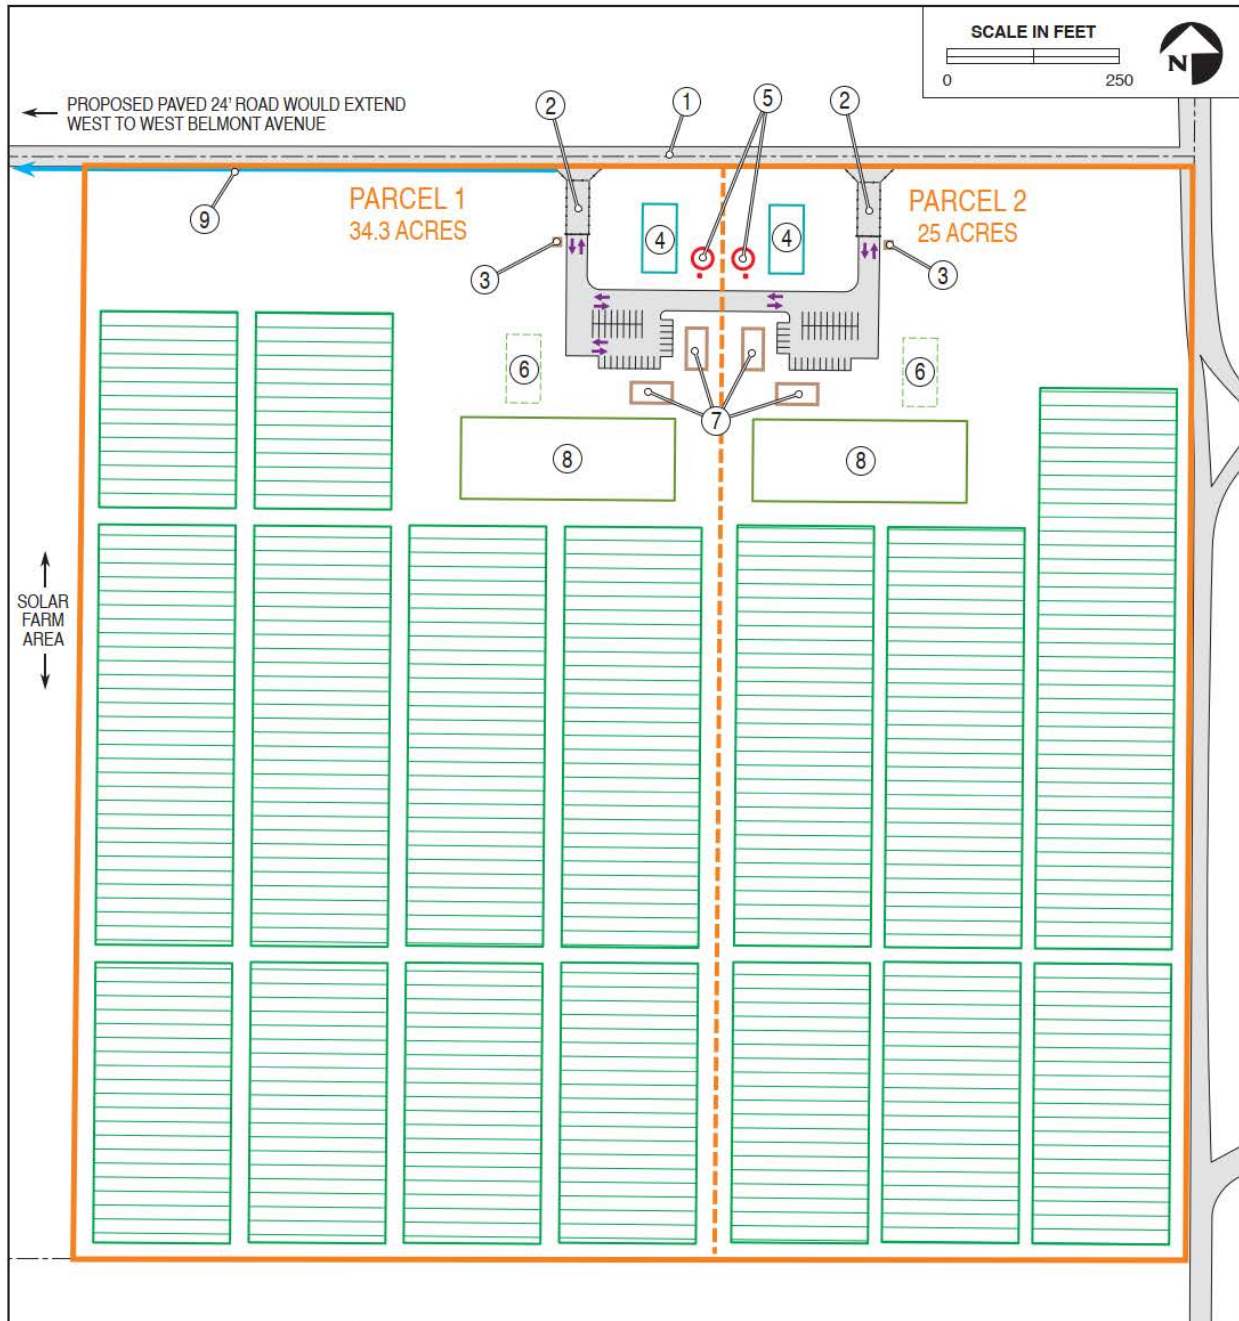 SCALE IN FEET
0 250
N
PROPOSED PAVED 24' ROAD WOULD EXTEND
WEST TO WEST BELMONT AVENUE
2
1
5
2
9
PARCEL 1
34.3 ACRES
4
4
PARCEL 2
25 ACRES
3
3
6
6
7
8
8
SOLAR
FARM
AREA